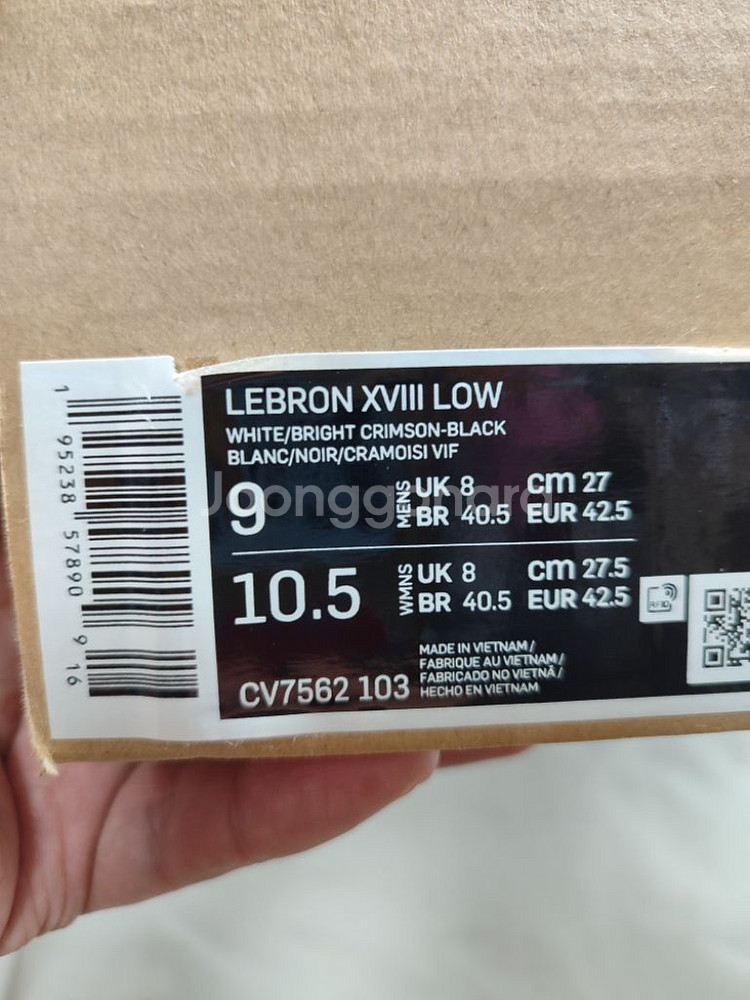 LEBRON XVIII LOW
WHITE/BRIGHT CRIMSON-BLACK
BLANC/NOIR/CRAMOISI VIF
9 MENS UK 8 cm 27
BR 40.5 EUR 42.5
10.5 WMNS UK 8 cm 27.5
BR 40.5 EUR 42.5
RFID
CV7562 103
MADE IN VIETNAM/
FABRIQUE AU VIETNAM/
FABRICADO NO VIETNÃ/
HECHO EN VIETNAM
1 95238 57890 9 16
Joonggonara